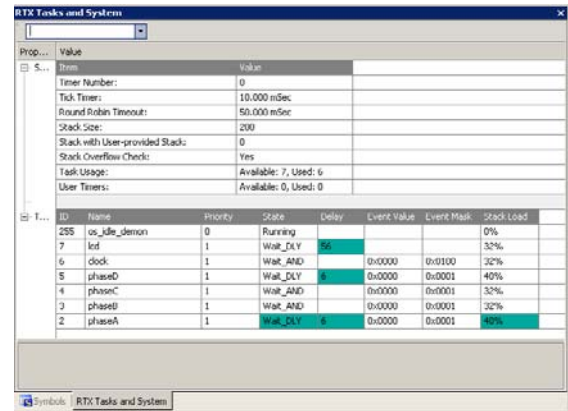 RTX Tasks and System
Prop... Value
S... Item Value
Timer Number: 0
Tick Timer: 10.000 mSec
Round Robin Timeout: 50.000 mSec
Stack Size: 200
Stack with User-provided Stack: 0
Stack Overflow Check: Yes
Task Usage: Available: 7, Used: 6
User Timers: Available: 0, Used: 0
T... ID Name Priority State Delay Event Value Event Mask Stack Load
255 os_idle_demon 0 Running 0%
7 lcd 1 Wait_DLY 56 32%
6 clock 1 Wait_AND 0x0000 0x0100 32%
5 phaseD 1 Wait_DLY 6 0x0000 0x0001 40%
4 phaseC 1 Wait_AND 0x0000 0x0001 32%
3 phaseB 1 Wait_AND 0x0000 0x0001 32%
2 phaseA 1 Wait_DLY 6 0x0000 0x0001 40%
Symbols RTX Tasks and System